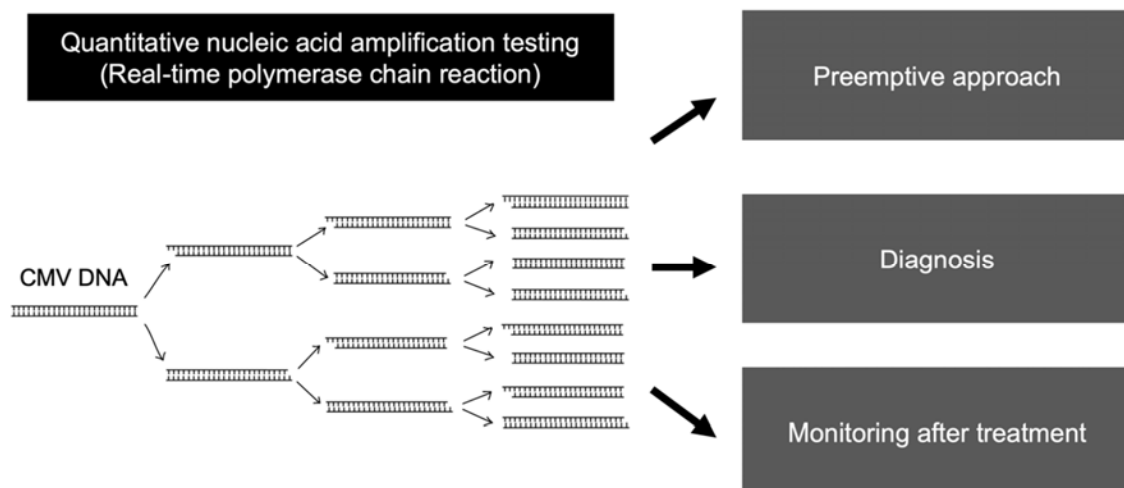 Quantitative nucleic acid amplification testing
(Real-time polymerase chain reaction)
Preemptive approach
CMV DNA
Diagnosis
Monitoring after treatment